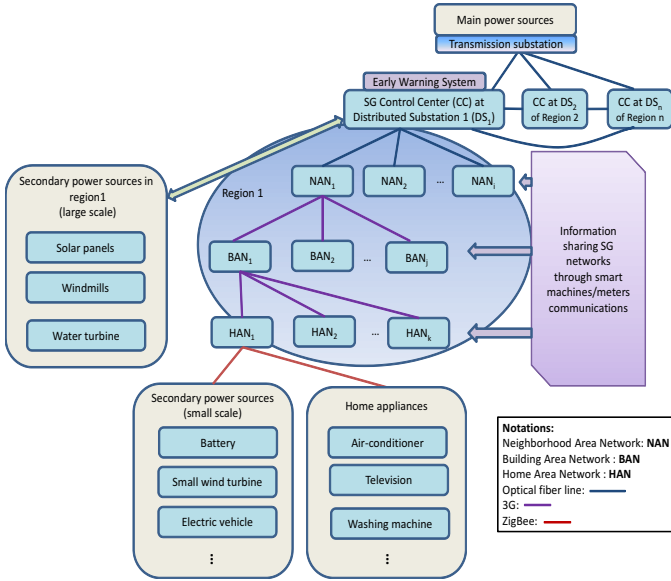 Main power sources
Transmission substation
Early Warning System
SG Control Center (CC) at
Distributed Substation 1 (DS₁)
CC at DS₂
of Region 2
CC at DSₙ
of Region n
Secondary power sources in
region1
(large scale)
Solar panels
Windmills
Water turbine
Region 1
NAN₁
NAN₂
...
NANᵢ
BAN₁
BAN₂
...
BANⱼ
HAN₁
HAN₂
...
HANₖ
Information
sharing SG
networks
through smart
machines/meters
communications
Secondary power sources
(small scale)
Battery
Small wind turbine
Electric vehicle
⋮
Home appliances
Air-conditioner
Television
Washing machine
⋮
Notations:
Neighborhood Area Network: NAN
Building Area Network : BAN
Home Area Network : HAN
Optical fiber line:
3G:
ZigBee: